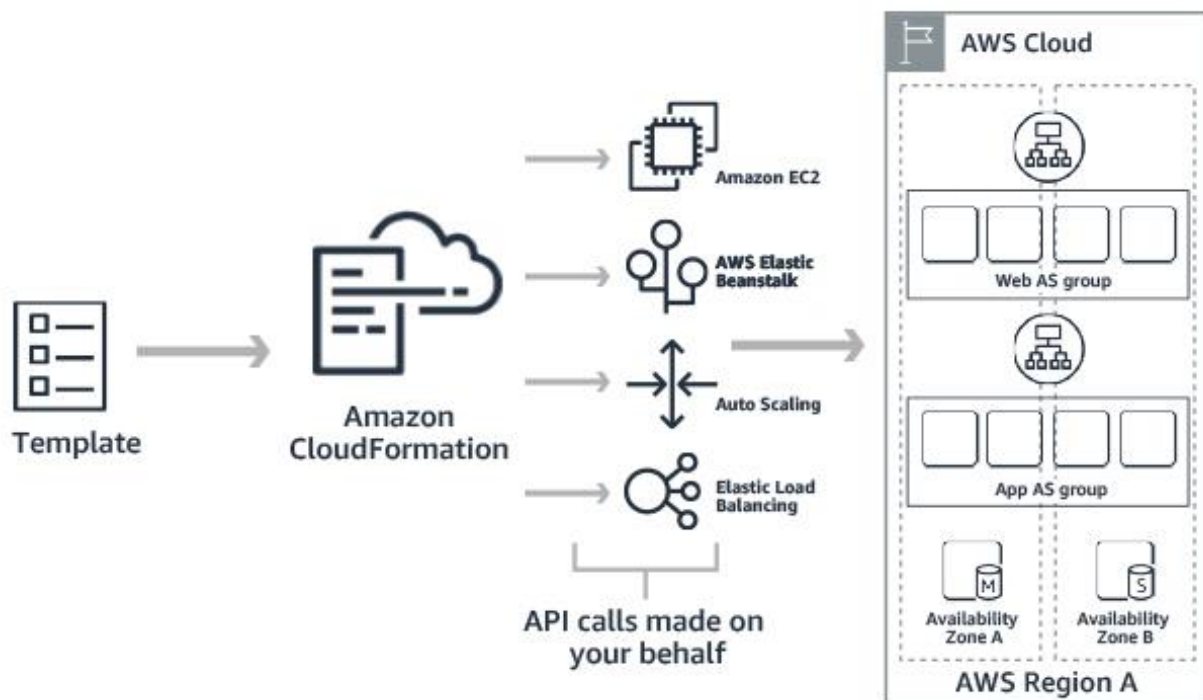 Template
Amazon
CloudFormation
Amazon EC2
AWS Elastic
Beanstalk
Auto Scaling
Elastic Load
Balancing
API calls made on
your behalf
AWS Cloud
Web AS group
App AS group
M
S
Availability
Zone A
Availability
Zone B
AWS Region A